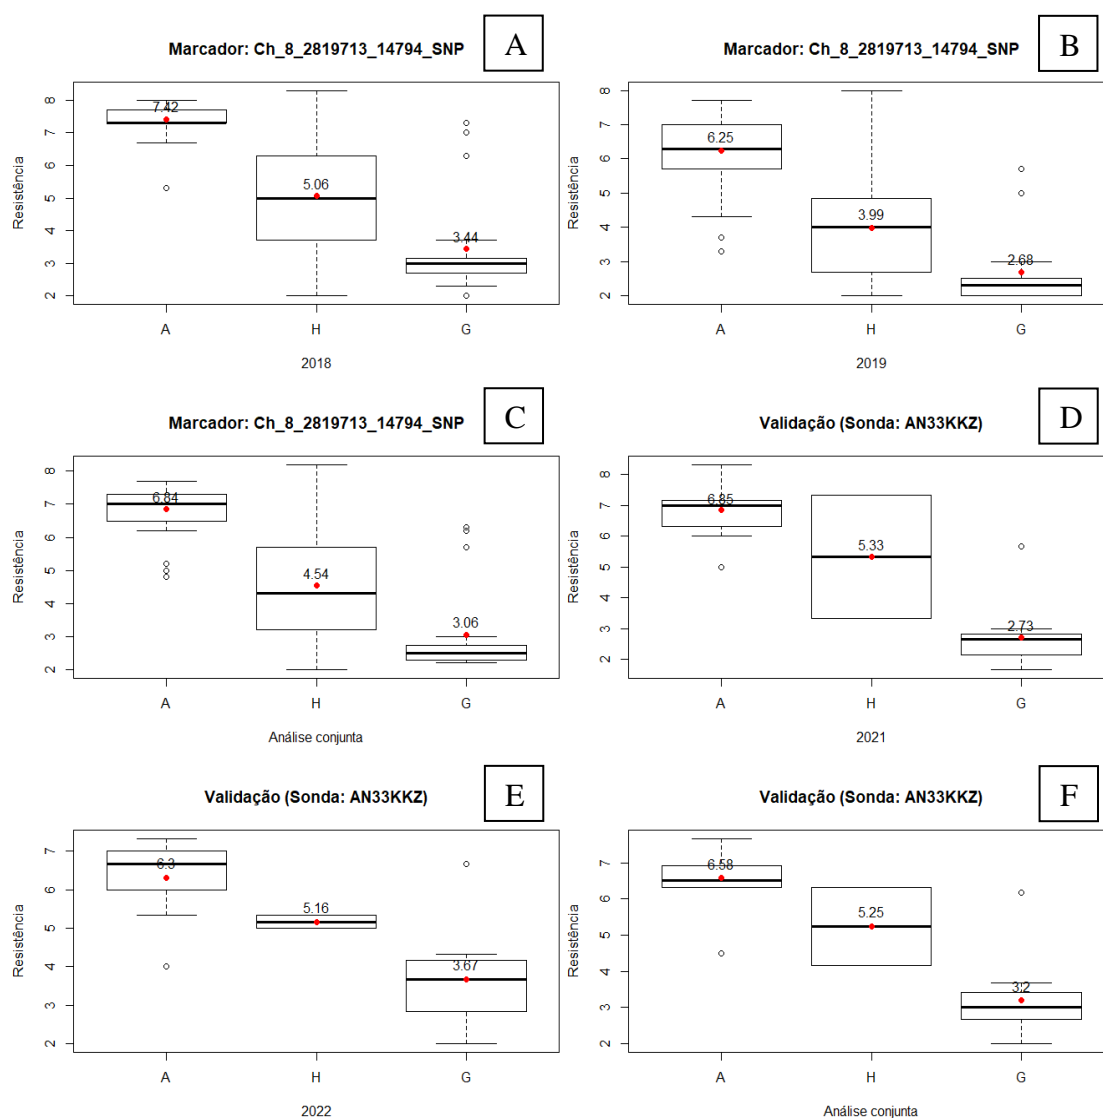 Marcador: Ch_8_2819713_14794_SNP
A
Resistência
8
7
6
5
4
3
2
7.42
5.06
3.44
A
H
G
2018
Marcador: Ch_8_2819713_14794_SNP
B
Resistência
8
7
6
5
4
3
2
6.25
3.99
2.68
A
H
G
2019
Marcador: Ch_8_2819713_14794_SNP
C
Resistência
8
7
6
5
4
3
2
6.84
4.54
3.06
A
H
G
Análise conjunta
Validação (Sonda: AN33KKZ)
D
Resistência
8
7
6
5
4
3
2
6.85
5.33
2.73
A
H
G
2021
Validação (Sonda: AN33KKZ)
E
Resistência
7
6
5
4
3
2
6.3
5.16
3.67
A
H
G
2022
Validação (Sonda: AN33KKZ)
F
Resistência
7
6
5
4
3
2
6.58
5.25
3.2
A
H
G
Análise conjunta